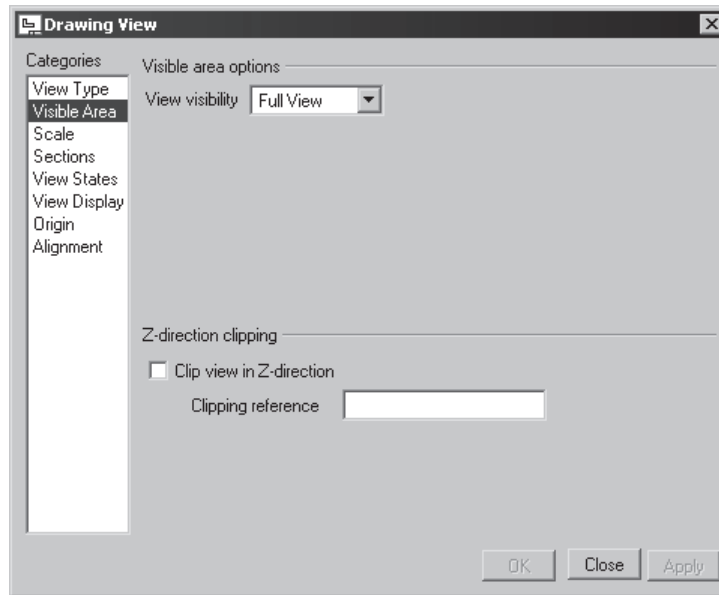 Drawing View
Categories
View Type
Visible Area
Scale
Sections
View States
View Display
Origin
Alignment
Visible area options
View visibility Full View
Z-direction clipping
Clip view in Z-direction
Clipping reference
OK Close Apply